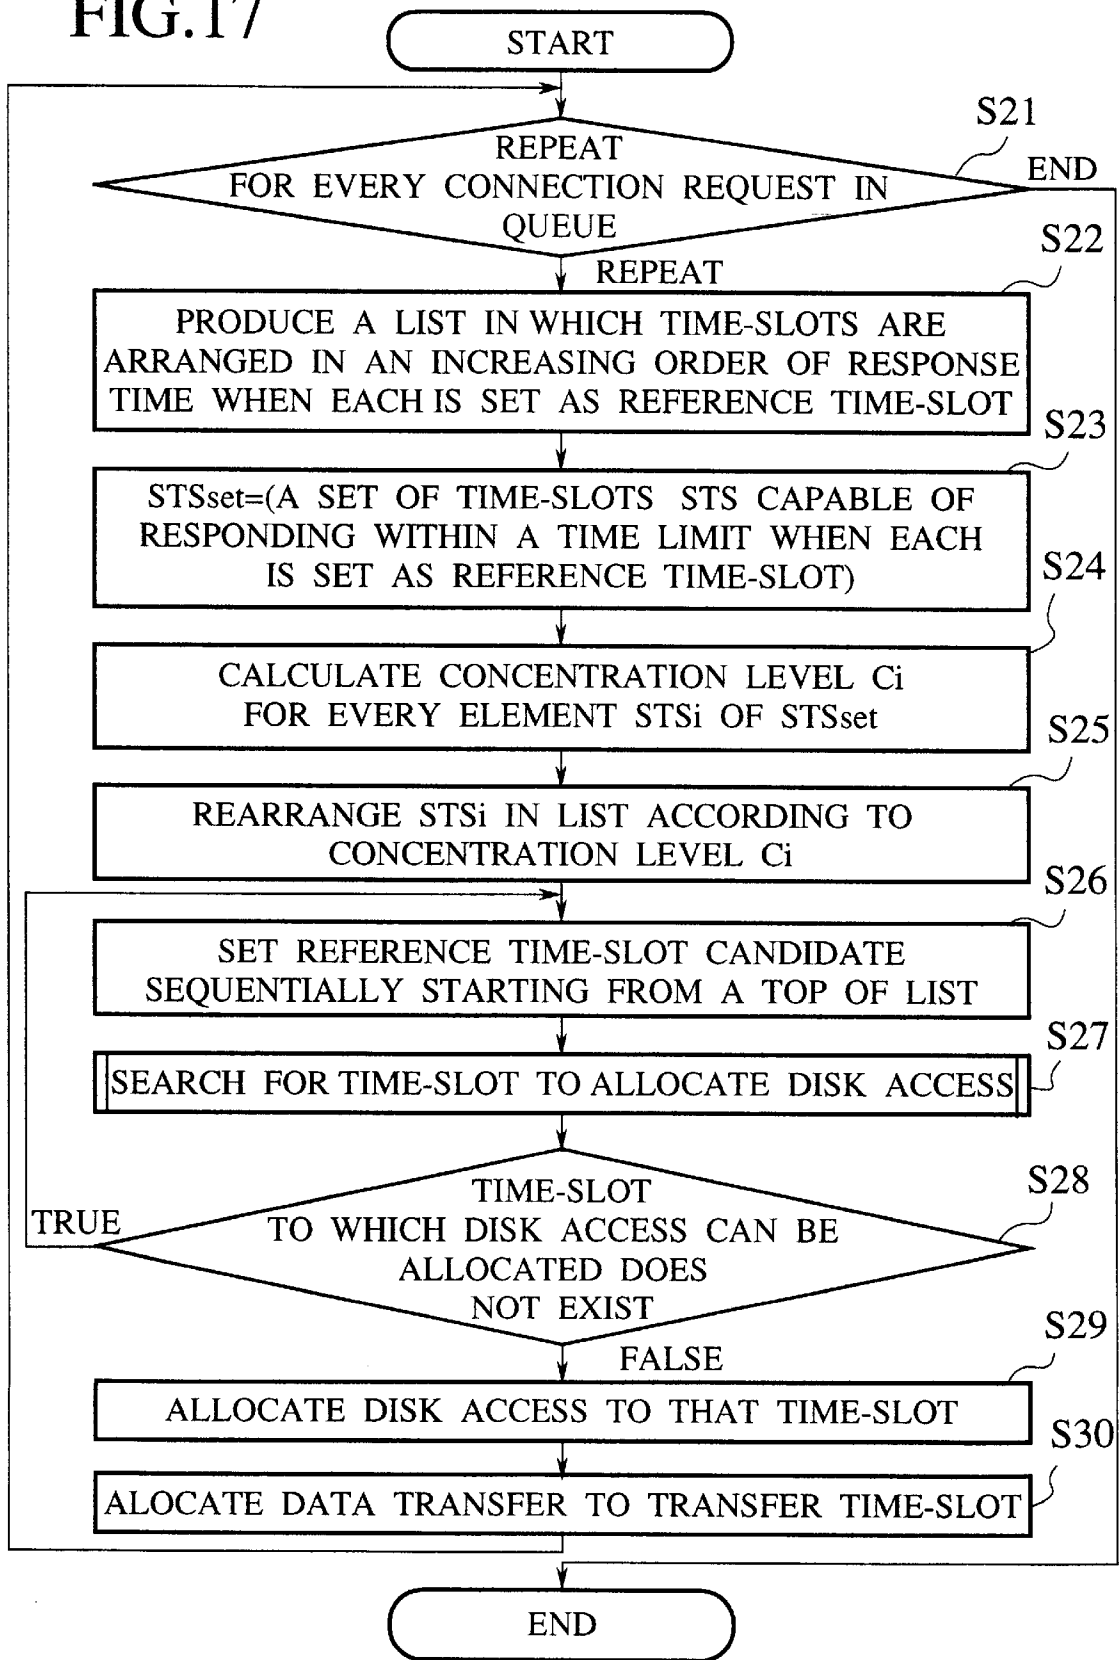 FIG.17
START
S21
REPEAT
FOR EVERY CONNECTION REQUEST IN
QUEUE
END
REPEAT
S22
PRODUCE A LIST IN WHICH TIME-SLOTS ARE
ARRANGED IN AN INCREASING ORDER OF RESPONSE
TIME WHEN EACH IS SET AS REFERENCE TIME-SLOT
S23
STSset=(A SET OF TIME-SLOTS STS CAPABLE OF
RESPONDING WITHIN A TIME LIMIT WHEN EACH
IS SET AS REFERENCE TIME-SLOT)
S24
CALCULATE CONCENTRATION LEVEL Ci
FOR EVERY ELEMENT STSi OF STSset
S25
REARRANGE STSi IN LIST ACCORDING TO
CONCENTRATION LEVEL Ci
S26
SET REFERENCE TIME-SLOT CANDIDATE
SEQUENTIALLY STARTING FROM A TOP OF LIST
S27
SEARCH FOR TIME-SLOT TO ALLOCATE DISK ACCESS
S28
TIME-SLOT
TO WHICH DISK ACCESS CAN BE
ALLOCATED DOES
NOT EXIST
TRUE
FALSE
S29
ALLOCATE DISK ACCESS TO THAT TIME-SLOT
S30
ALOCATE DATA TRANSFER TO TRANSFER TIME-SLOT
END